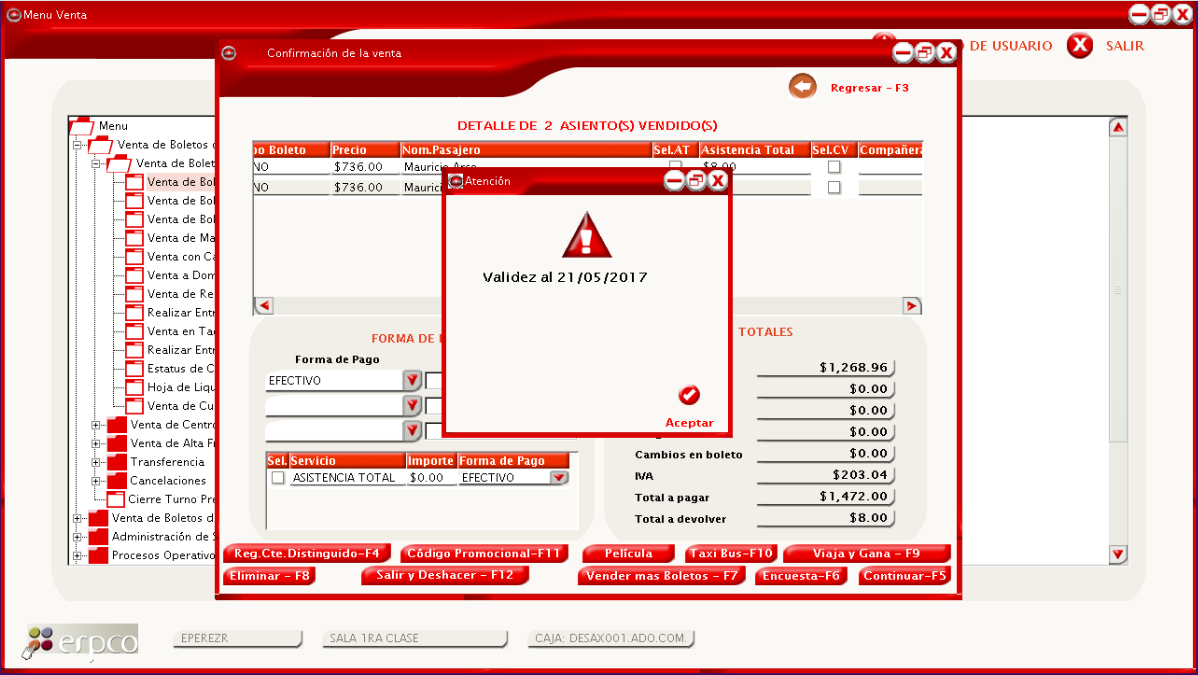 Menu Venta
DE USUARIO
SALIR
Confirmación de la venta
Regresar - F3
DETALLE DE 2 ASIENTO(S) VENDIDO(S)
Boleto Precio Nom.Pasajero Sel.AT Asistencia Total Sel.CV Compañera
NO $736.00 Mauricio Arce $8.00
NO $736.00
Atención
Validez al 21/05/2017
Aceptar
Menu
Venta de Boletos
Venta de Bolet
Venta de Bol
Venta de Bol
Venta de Bol
Venta de Ma
Venta con Ca
Venta a Dom
Venta de Re
Realizar Entr
Venta en Ta
Realizar Entr
Estatus de C
Hoja de Liqu
Venta de Cu
Venta de Centr
Venta de Alta F
Transferencia
Cancelaciones
Cierre Turno Pre
Venta de Boletos d
Administración de S
Procesos Operativo
FORMA DE
Forma de Pago
EFECTIVO
Sel. Servicio Importe Forma de Pago
ASISTENCIA TOTAL $0.00 EFECTIVO
TOTALES
$1,268.96
$0.00
$0.00
$0.00
Cambios en boleto $0.00
IVA $203.04
Total a pagar $1,472.00
Total a devolver $8.00
Reg.Cte.Distinguido-F4 Código Promocional-F11 Película Taxi Bus-F10 Viaja y Gana - F9
Eliminar - F8 Salir y Deshacer - F12 Vender mas Boletos - F7 Encuesta-F6 Continuar-F5
erpco
EPEREZR
SALA 1RA CLASE
CAJA: DESAX001.ADO.COM.